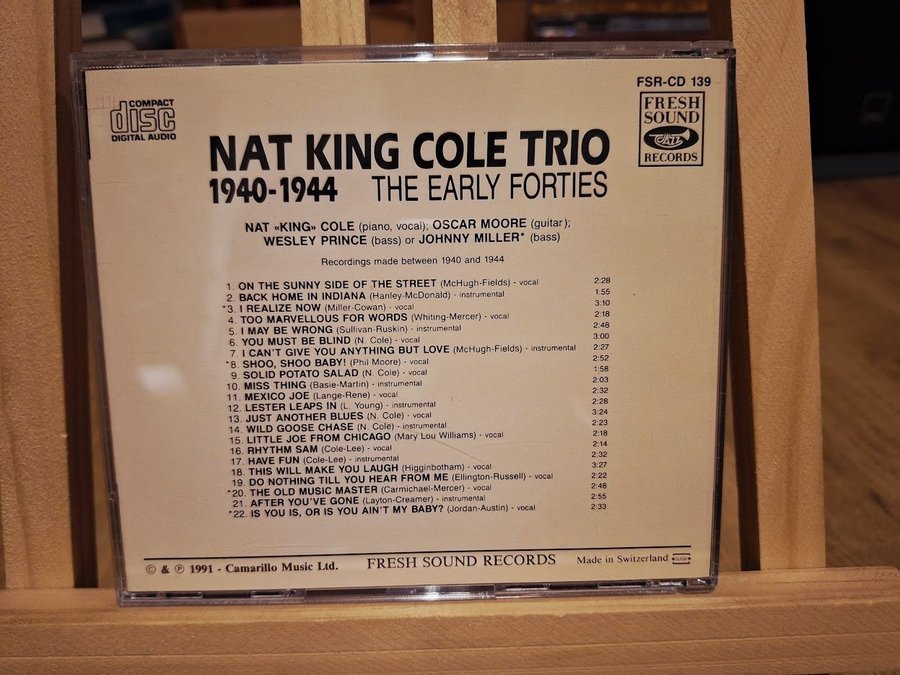 COMPACT
disc
DIGITAL AUDIO
FSR-CD 139
FRESH
SOUND
JAZZ
RECORDS
NAT KING COLE TRIO
1940-1944 THE EARLY FORTIES
NAT «KING» COLE (piano, vocal); OSCAR MOORE (guitar);
WESLEY PRINCE (bass) or JOHNNY MILLER* (bass)
Recordings made between 1940 and 1944
1. ON THE SUNNY SIDE OF THE STREET (McHugh-Fields) - vocal 2:28
2. BACK HOME IN INDIANA (Hanley-McDonald) - instrumental 1:55
*3. I REALIZE NOW (Miller-Cowan) - vocal 3:10
4. TOO MARVELLOUS FOR WORDS (Whiting-Mercer) - vocal 2:18
5. I MAY BE WRONG (Sullivan-Ruskin) - instrumental 2:48
6. YOU MUST BE BLIND (N. Cole) - vocal 3:00
7. I CAN'T GIVE YOU ANYTHING BUT LOVE (McHugh-Fields) - instrumental 2:27
*8. SHOO, SHOO BABY! (Phil Moore) - vocal 2:52
9. SOLID POTATO SALAD (N. Cole) - vocal 1:58
10. MISS THING (Basie-Martin) - instrumental 2:03
11. MEXICO JOE (Lange-Rene) - vocal 2:32
12. LESTER LEAPS IN (L. Young) - instrumental 2:28
13. JUST ANOTHER BLUES (N. Cole) - vocal 3:24
14. WILD GOOSE CHASE (N. Cole) - instrumental 2:23
15. LITTLE JOE FROM CHICAGO (Mary Lou Williams) - vocal 2:18
16. RHYTHM SAM (Cole-Lee) - vocal 2:14
17. HAVE FUN (Cole-Lee) - instrumental 2:32
18. THIS WILL MAKE YOU LAUGH (Higginbotham) - vocal 3:27
19. DO NOTHING TILL YOU HEAR FROM ME (Ellington-Russell) - vocal 2:22
*20. THE OLD MUSIC MASTER (Carmichael-Mercer) - vocal 2:48
21. AFTER YOU'VE GONE (Layton-Creamer) - instrumental 2:55
*22. IS YOU IS, OR IS YOU AIN'T MY BABY? (Jordan-Austin) - vocal 2:33
© & ℗ 1991 - Camarillo Music Ltd. FRESH SOUND RECORDS Made in Switzerland